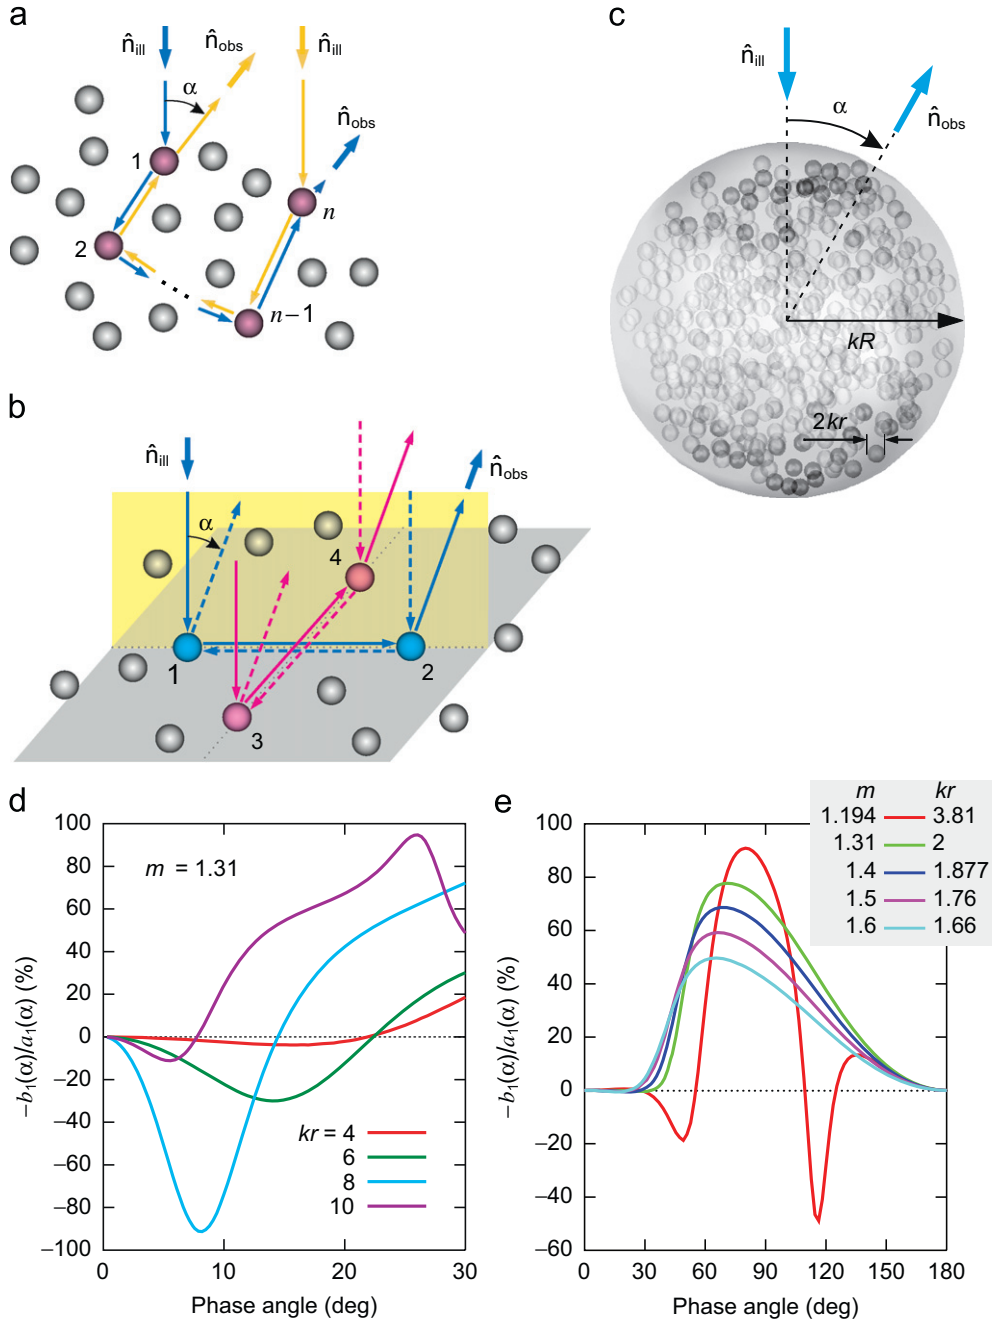 a
n̂ill
n̂obs
n̂ill
α
n̂obs
1
2
n
n−1
b
n̂ill
n̂obs
α
4
1
2
3
c
n̂ill
α
n̂obs
kR
2kr
d
100
80
60
40
20
0
−20
−40
−60
−80
−100
m = 1.31
kr = 4
6
8
10
0 10 20 30
Phase angle (deg)
−b1(α)/a1(α) (%)
e
m kr
1.194 3.81
1.31 2
1.4 1.877
1.5 1.76
1.6 1.66
100
80
60
40
20
0
−20
−40
−60
0 30 60 90 120 150 180
Phase angle (deg)
−b1(α)/a1(α) (%)